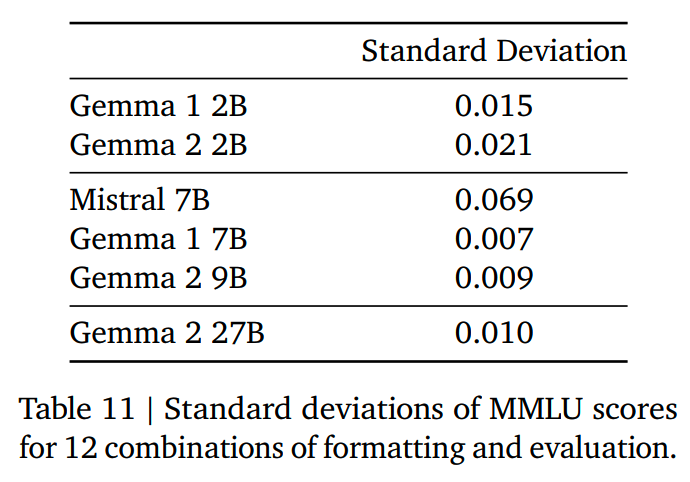 Standard Deviation
Gemma 1 2B 0.015
Gemma 2 2B 0.021
Mistral 7B 0.069
Gemma 1 7B 0.007
Gemma 2 9B 0.009
Gemma 2 27B 0.010
Table 11 | Standard deviations of MMLU scores
for 12 combinations of formatting and evaluation.